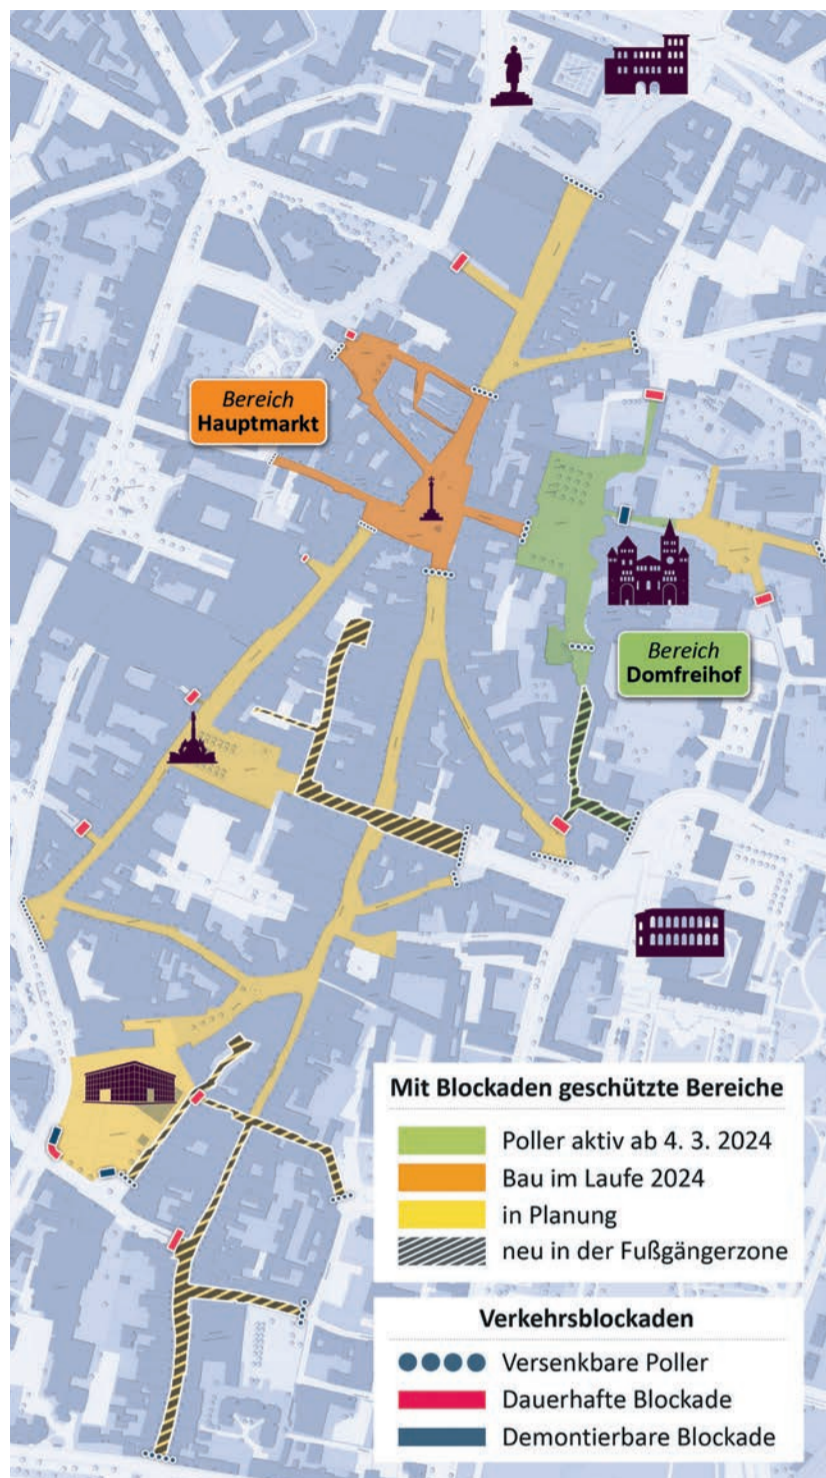 Bereich
Hauptmarkt
Bereich
Domfreihof
Mit Blockaden geschützte Bereiche
Poller aktiv ab 4. 3. 2024
Bau im Laufe 2024
in Planung
neu in der Fußgängerzone
Verkehrsblockaden
Versenkbare Poller
Dauerhafte Blockade
Demontierbare Blockade